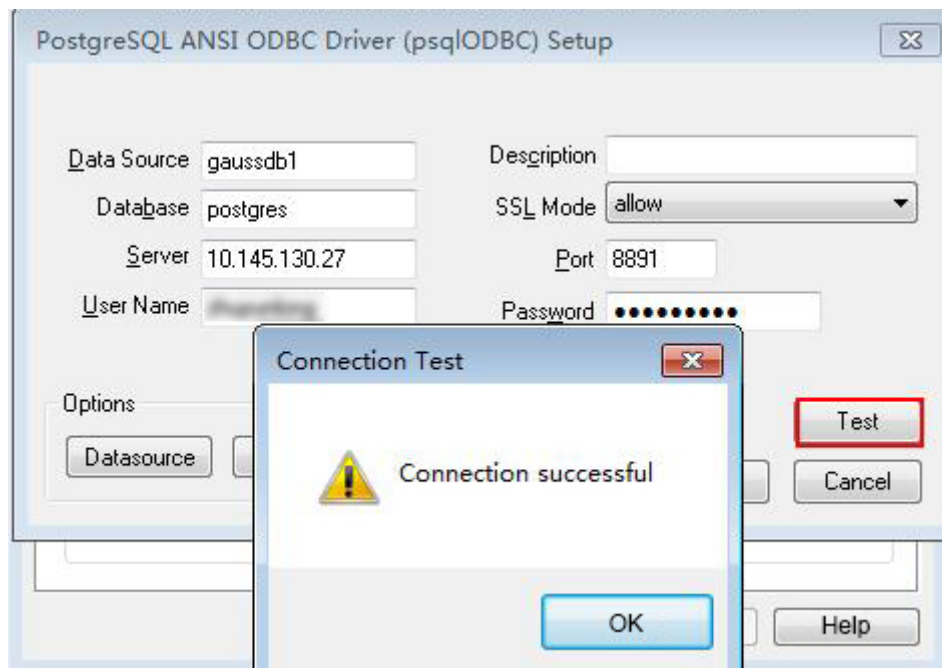 PostgreSQL ANSI ODBC Driver (psqlODBC) Setup
Data Source gaussdb1 Description
Database postgres SSL Mode allow
Server 10.145.130.27 Port 8891
User Name Password •••••••••
Connection Test
Options
Test
Datasource
Connection successful
Cancel
OK
Help